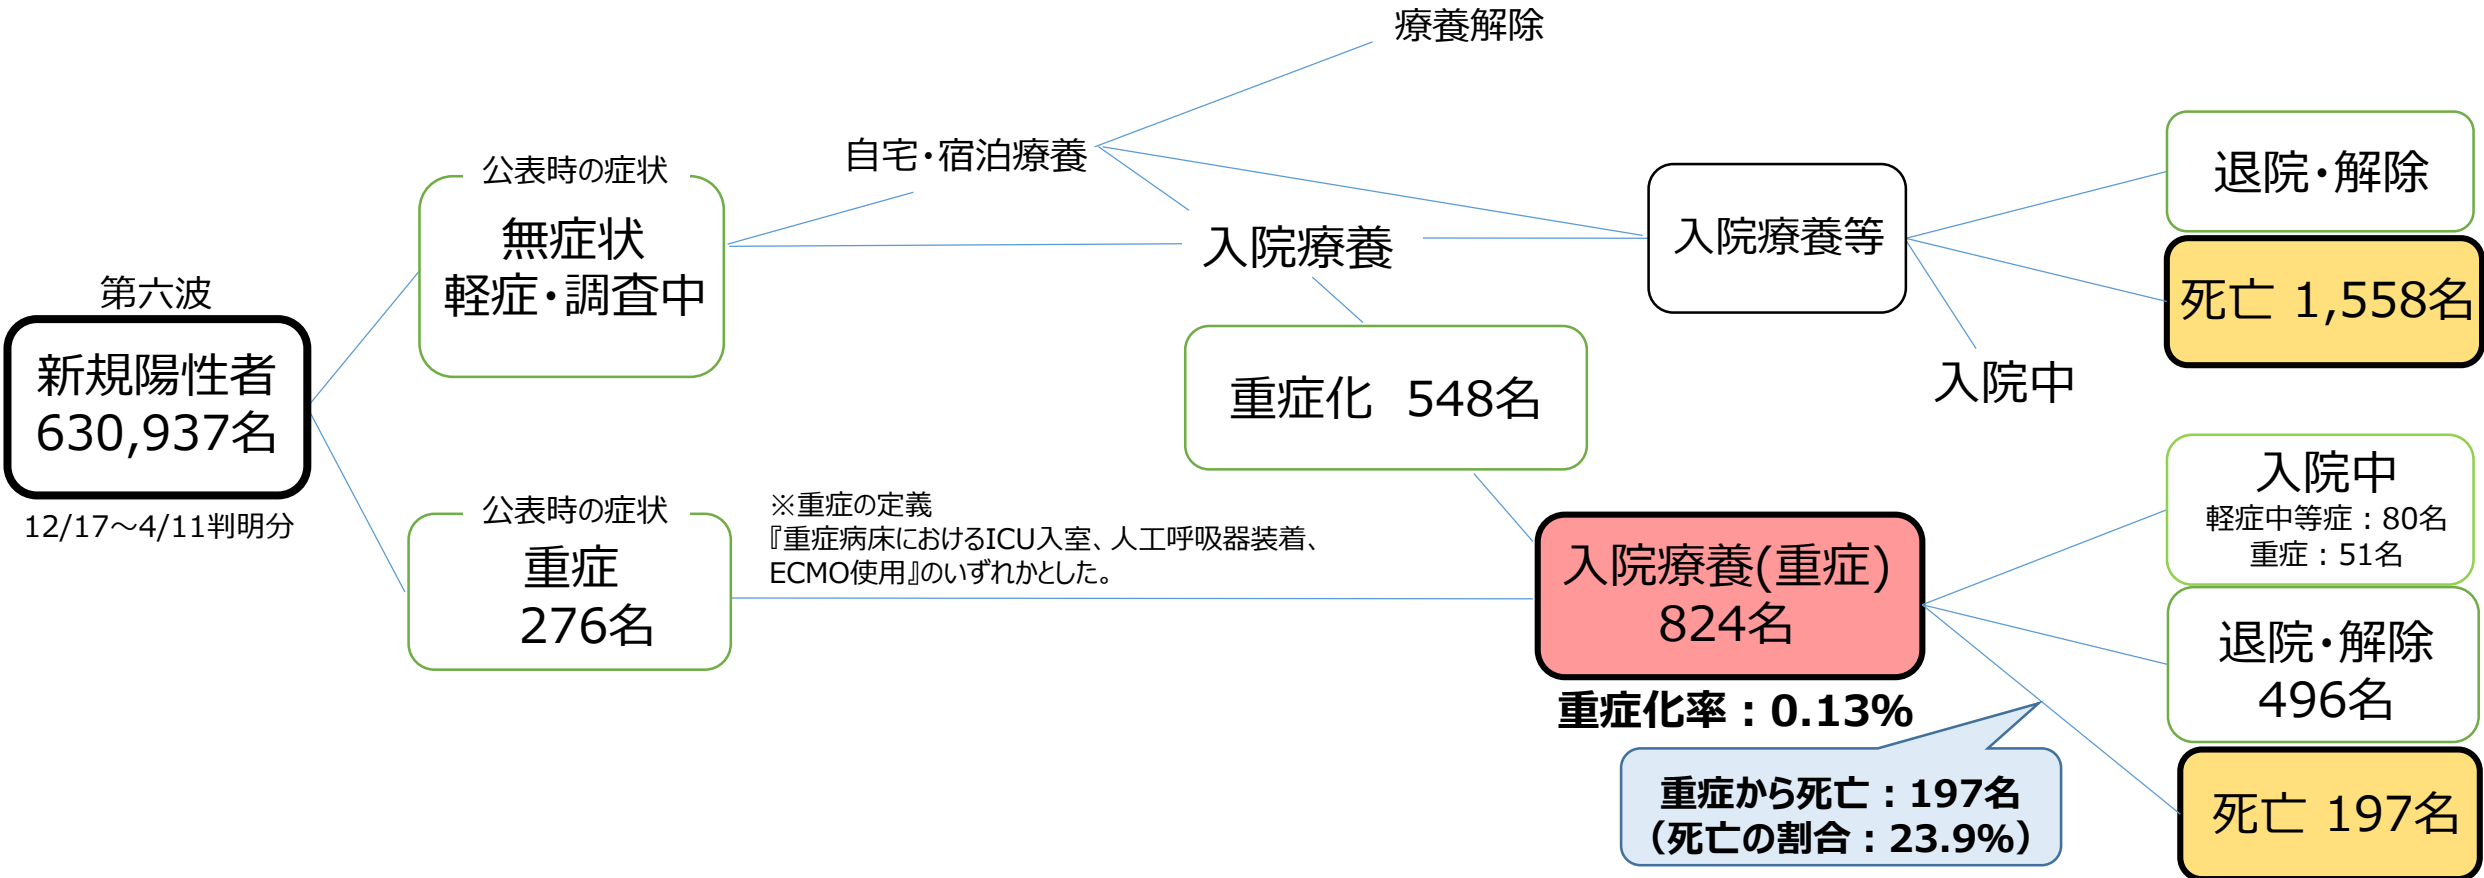 療養解除
自宅・宿泊療養
公表時の症状
無症状
軽症・調査中
入院療養
入院療養等
退院・解除
死亡 1,558名
入院中
第六波
新規陽性者
630,937名
12/17～4/11判明分
重症化　548名
公表時の症状
重症
276名
※重症の定義
『重症病床におけるICU入室、人工呼吸器装着、
ECMO使用』のいずれかとした。
入院療養(重症)
824名
重症化率：0.13%
重症から死亡：197名
（死亡の割合：23.9%）
入院中
軽症中等症：80名
重症：51名
退院・解除
496名
死亡 197名